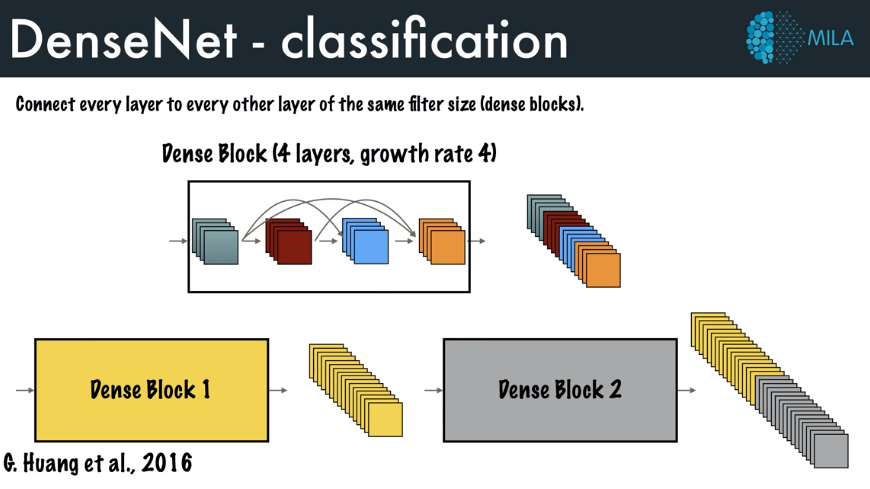 DenseNet - classification
MILA
Connect every layer to every other layer of the same filter size (dense blocks).
Dense Block (4 layers, growth rate 4)
Dense Block 1
Dense Block 2
G. Huang et al., 2016